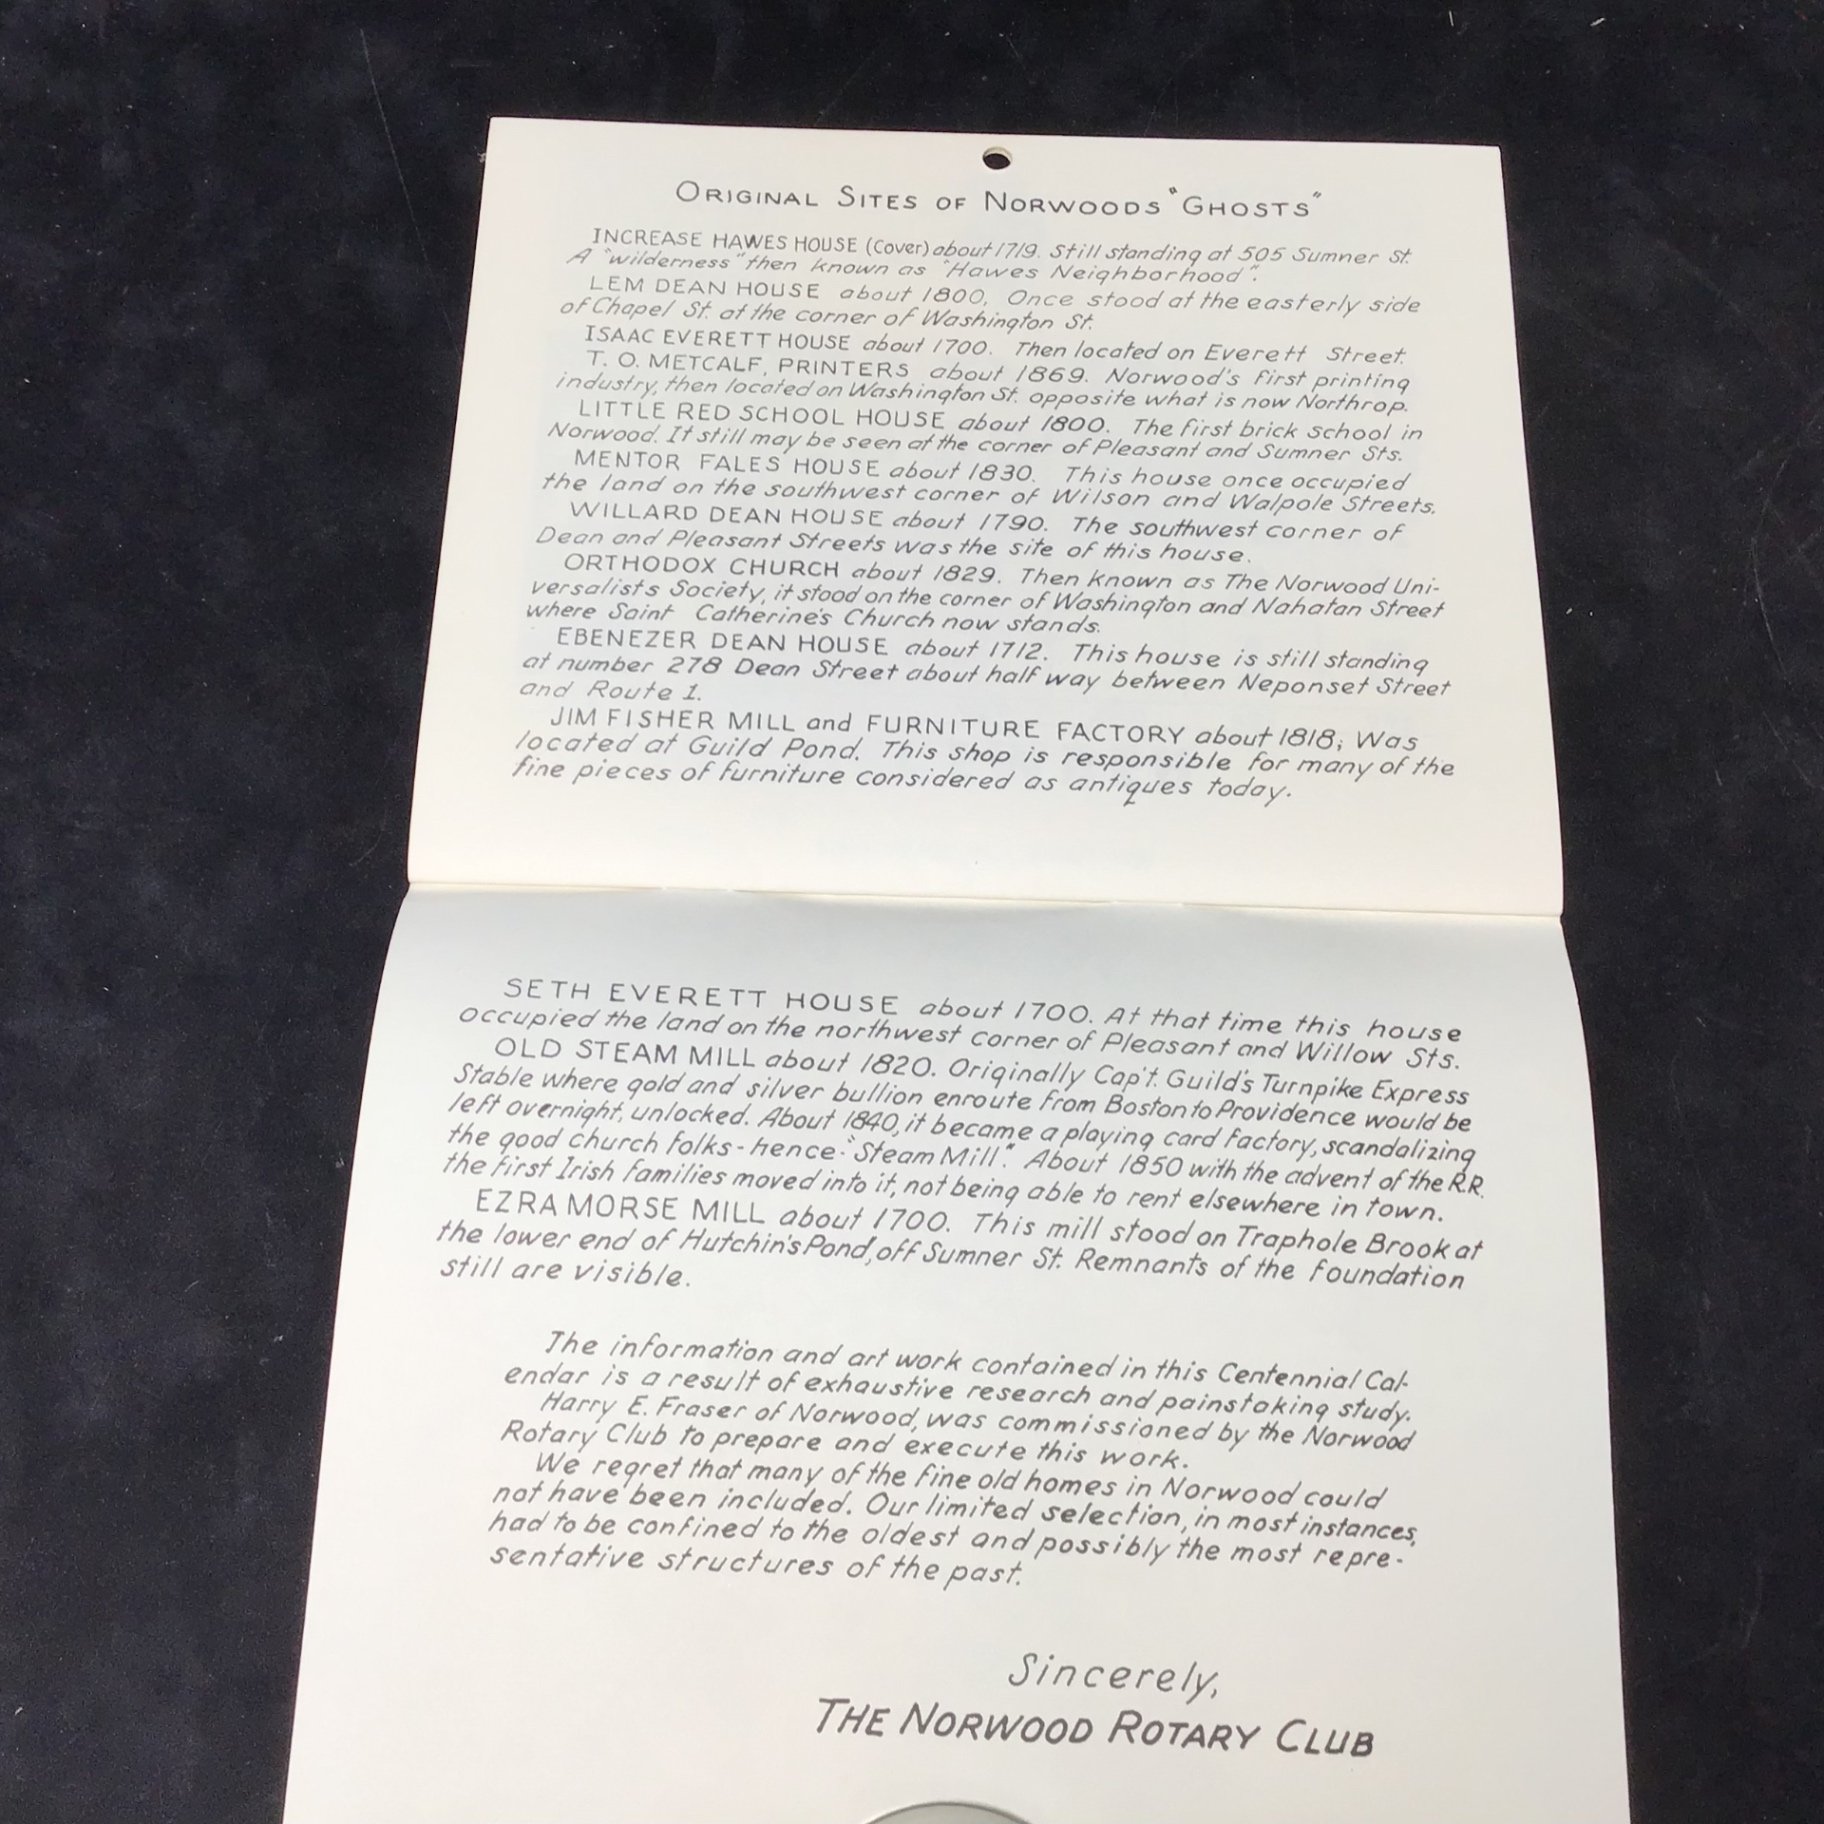 ORIGINAL SITES OF NORWOODS "GHOSTS"
INCREASE HAWES HOUSE (Cover) about 1719. Still standing at 505 Sumner St.
A "wilderness" then known as "Hawes Neighborhood".
LEM DEAN HOUSE about 1800, Once stood at the easterly side
of Chapel St. at the corner of Washington St.
ISAAC EVERETT HOUSE about 1700. Then located on Everett Street.
T. O. METCALF, PRINTERS about 1869. Norwood's first printing
industry, then located on Washington St. opposite what is now Northrop.
LITTLE RED SCHOOL HOUSE about 1800. The first brick school in
Norwood. It still may be seen at the corner of Pleasant and Sumner Sts.
MENTOR FALES HOUSE about 1830. This house once occupied
the land on the southwest corner of Wilson and Walpole Streets.
WILLARD DEAN HOUSE about 1790. The southwest corner of
Dean and Pleasant Streets was the site of this house.
ORTHODOX CHURCH about 1829. Then known as The Norwood Uni-
versalists Society, it stood on the corner of Washington and Nahatan Street
where Saint Catherine's Church now stands.
EBENEZER DEAN HOUSE about 1712. This house is still standing
at number 278 Dean Street about half way between Neponset Street
and Route 1.
JIM FISHER MILL and FURNITURE FACTORY about 1818; Was
located at Guild Pond. This shop is responsible for many of the
fine pieces of furniture considered as antiques today.
SETH EVERETT HOUSE about 1700. At that time this house
occupied the land on the northwest corner of Pleasant and Willow Sts.
OLD STEAM MILL about 1820. Originally Cap't. Guild's Turnpike Express
Stable where gold and silver bullion enroute from Boston to Providence would be
left overnight, unlocked. About 1840, it became a playing card factory, scandalizing
the good church folks - hence - "Steam Mill." About 1850 with the advent of the R.R.
the first Irish families moved into it, not being able to rent elsewhere in town.
EZRA MORSE MILL about 1700. This mill stood on Traphole Brook at
the lower end of Hutchin's Pond, off Sumner St. Remnants of the foundation
still are visible.
The information and art work contained in this Centennial Cal-
endar is a result of exhaustive research and painstaking study.
Harry E. Fraser of Norwood, was commissioned by the Norwood
Rotary Club to prepare and execute this work.
We regret that many of the fine old homes in Norwood could
not have been included. Our limited selection, in most instances,
had to be confined to the oldest and possibly the most repre-
sentative structures of the past.
Sincerely,
THE NORWOOD ROTARY CLUB